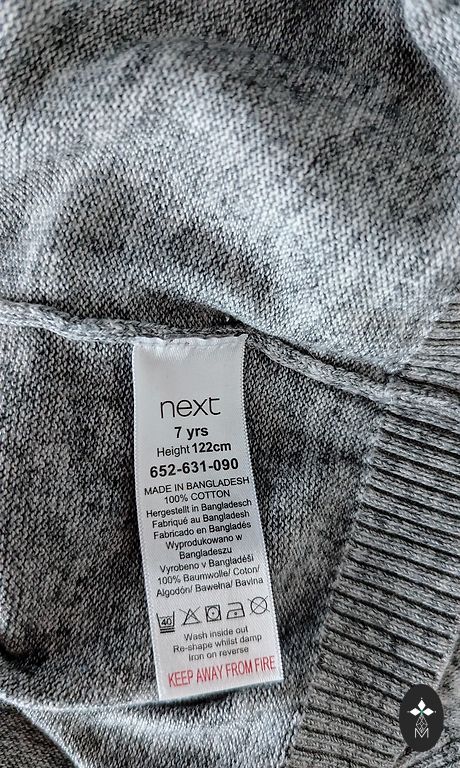 next
7 yrs
Height 122cm
652-631-090
MADE IN BANGLADESH
100% COTTON
Hergestellt in Bangladesch
Fabriqué au Bangladesh
Fabricado en Bangladés
Wyprodukowano w
Bangladeszu
Vyrobeno v Bangladéši
100% Baumwolle/ Coton/
Algodón/ Bawełna/ Bavlna
40
Wash inside out
Re-shape whilst damp
Iron on reverse
KEEP AWAY FROM FIRE
M